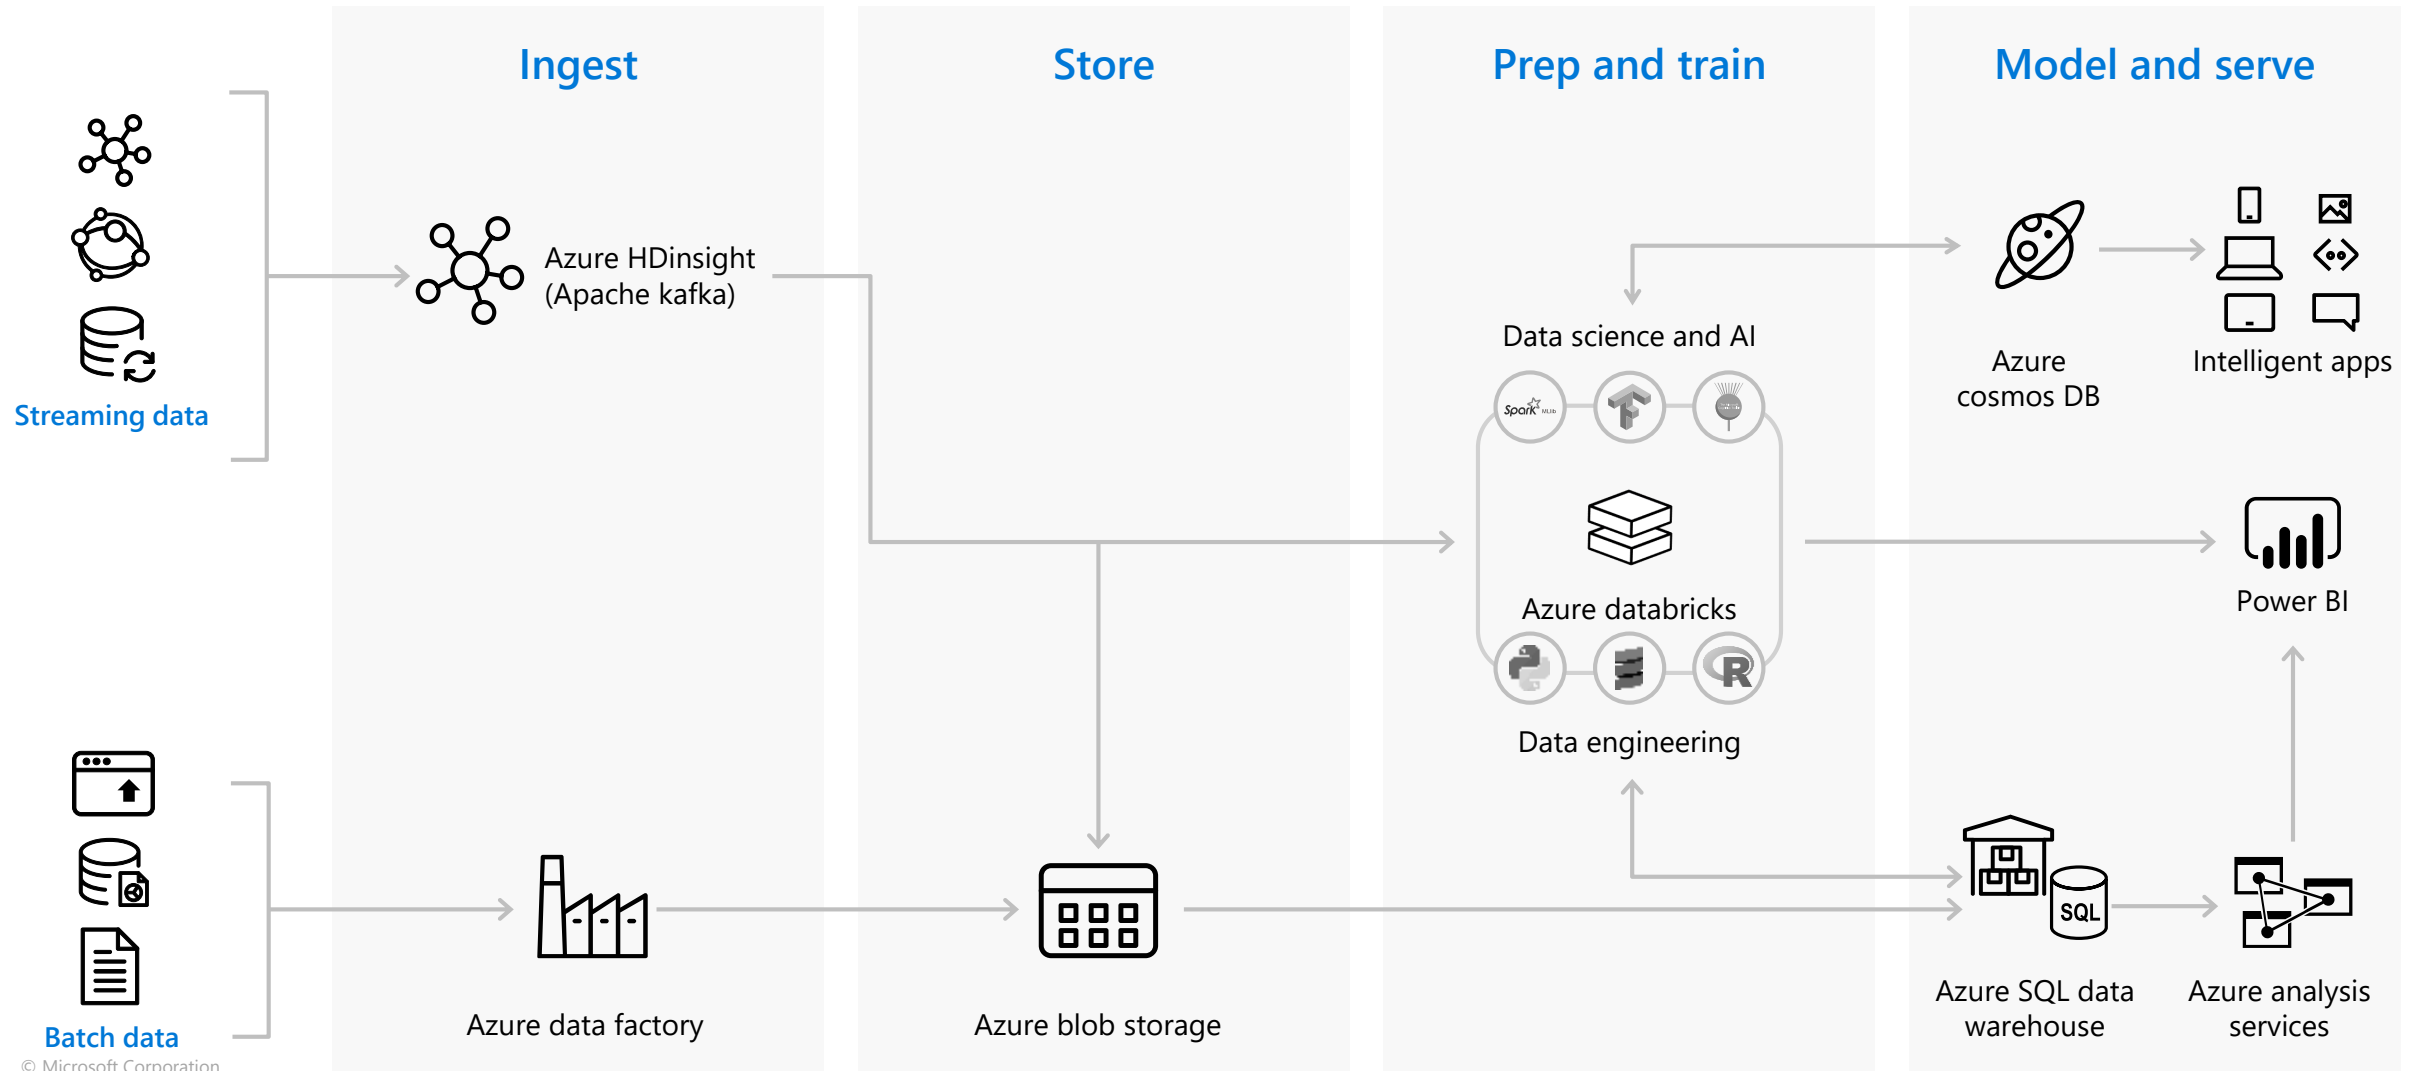 Ingest
Store
Prep and train
Model and serve
Azure HDinsight
(Apache kafka)
Streaming data
Data science and AI
Spark MLlib
Azure
cosmos DB
Intelligent apps
Azure databricks
Power BI
R
Data engineering
SQL
Azure data factory
Azure blob storage
Azure SQL data
warehouse
Azure analysis
services
Batch data
© Microsoft Corporation